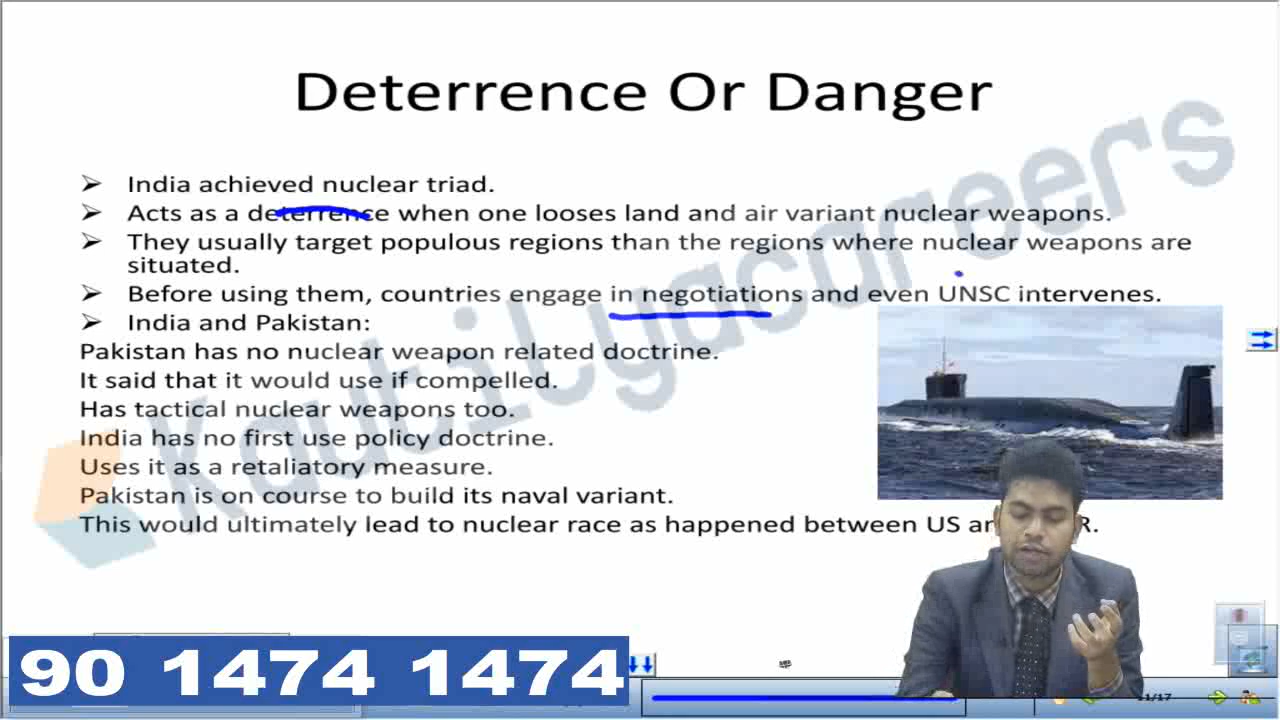 Deterrence Or Danger
Kautilyacareers
➢ India achieved nuclear triad.
➢ Acts as a deterrence when one looses land and air variant nuclear weapons.
➢ They usually target populous regions than the regions where nuclear weapons are
situated.
➢ Before using them, countries engage in negotiations and even UNSC intervenes.
➢ India and Pakistan:
Pakistan has no nuclear weapon related doctrine.
It said that it would use if compelled.
Has tactical nuclear weapons too.
India has no first use policy doctrine.
Uses it as a retaliatory measure.
Pakistan is on course to build its naval variant.
This would ultimately lead to nuclear race as happened between US an R.
90 1474 1474
11/17